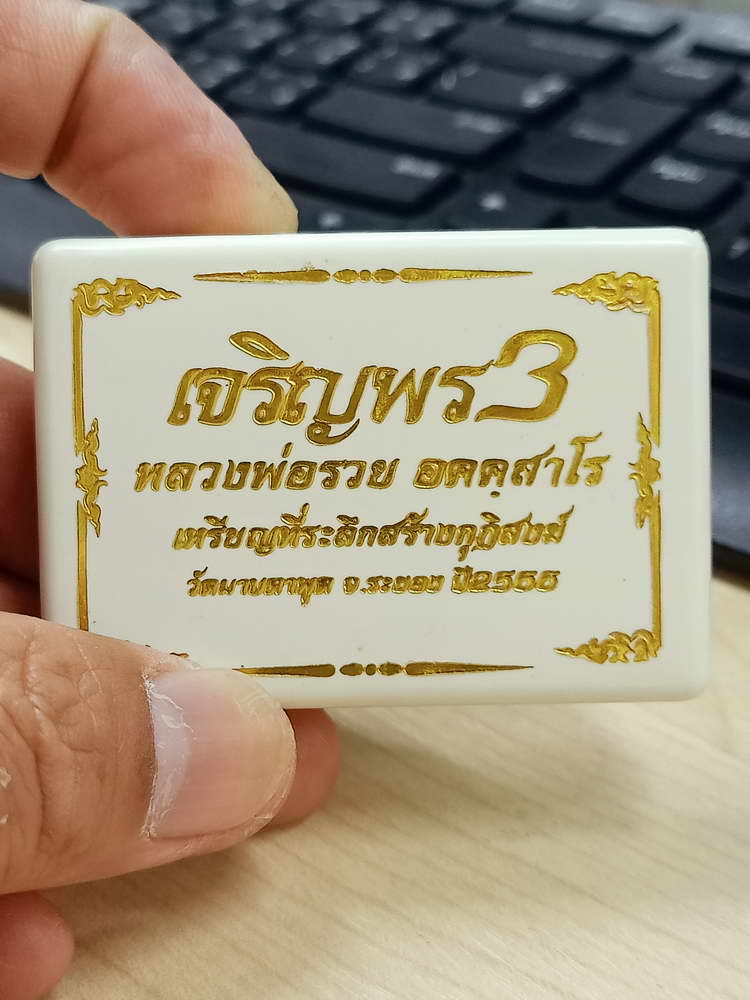 เจริญพร3
หลวงพ่อรวย อคคฺสาโร
เหรียญที่ระลึกสร้างกุฏิสงฆ์
วัดมาบตาพุด จ.ระยอง ปี2555